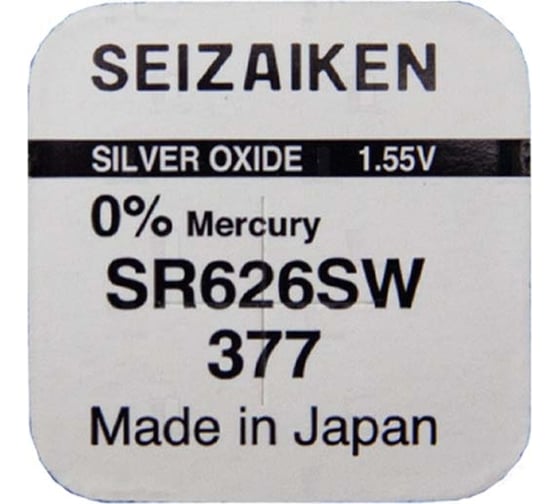 SEIZAIKEN
SILVER OXIDE 1.55V
0% Mercury
SR626SW
377
Made in Japan